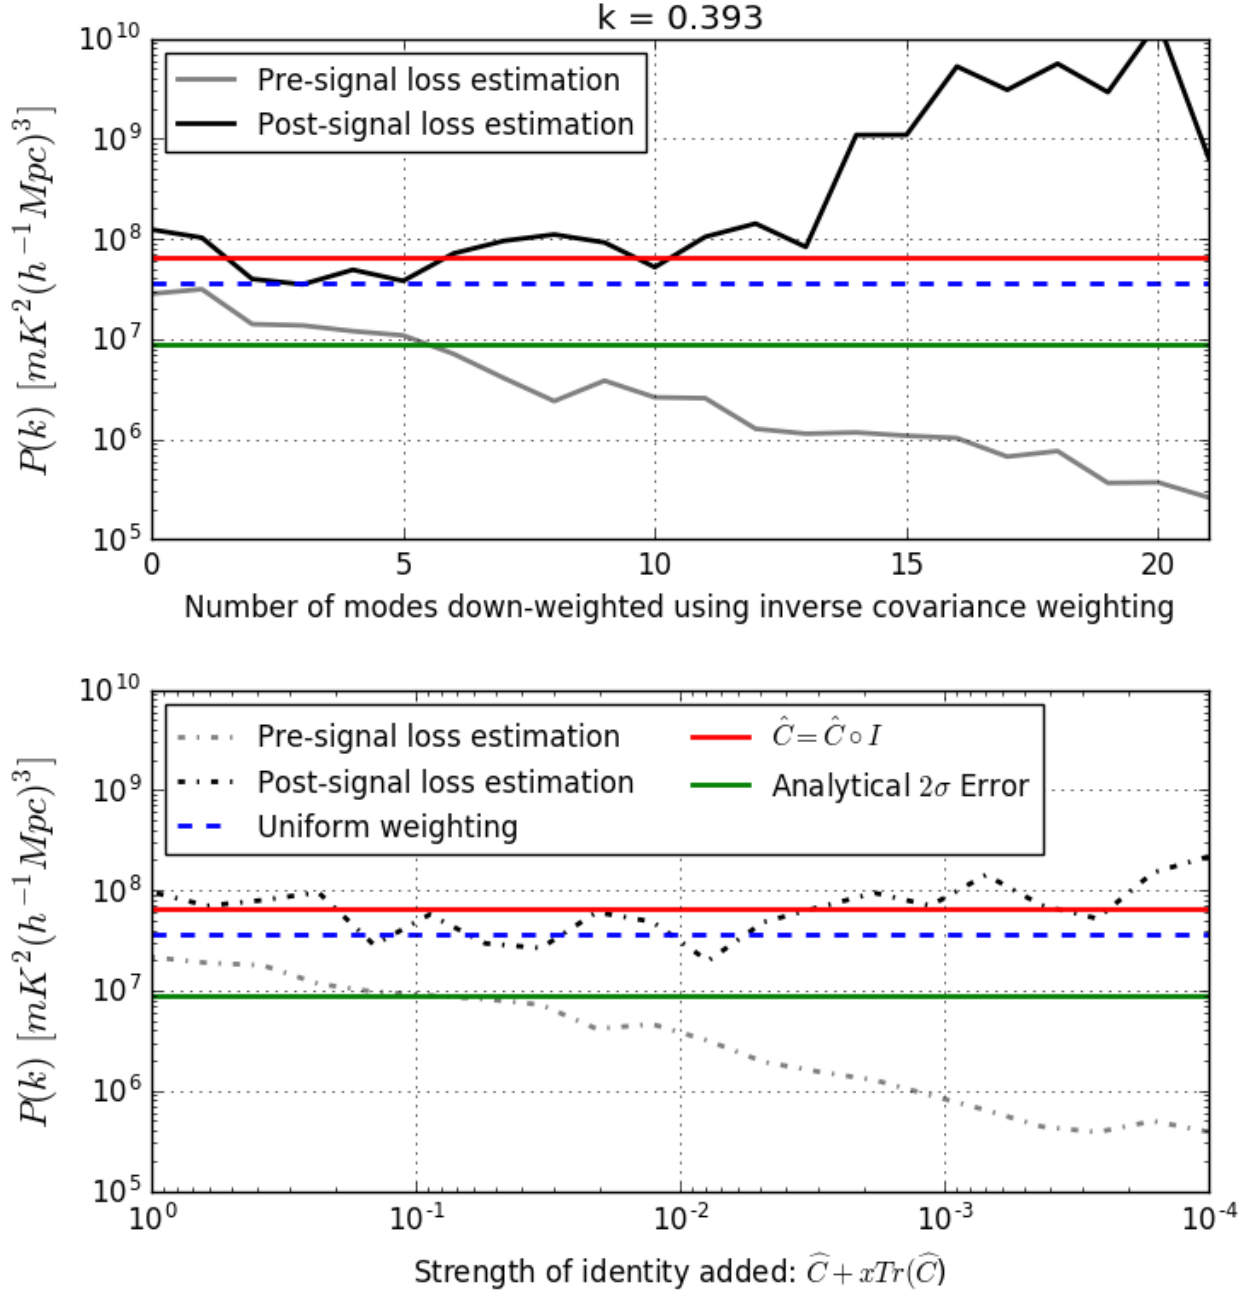 k = 0.393
10^10
10^9
10^8
10^7
10^6
10^5
P(k) [mK^2(h^-1 Mpc)^3]
Pre-signal loss estimation
Post-signal loss estimation
0 5 10 15 20
Number of modes down-weighted using inverse covariance weighting
10^10
10^9
10^8
10^7
10^6
10^5
P(k) [mK^2(h^-1 Mpc)^3]
Pre-signal loss estimation
Post-signal loss estimation
Uniform weighting
Ĉ = Ĉ ∘ I
Analytical 2σ Error
10^0 10^-1 10^-2 10^-3 10^-4
Strength of identity added: Ĉ + xTr(Ĉ)